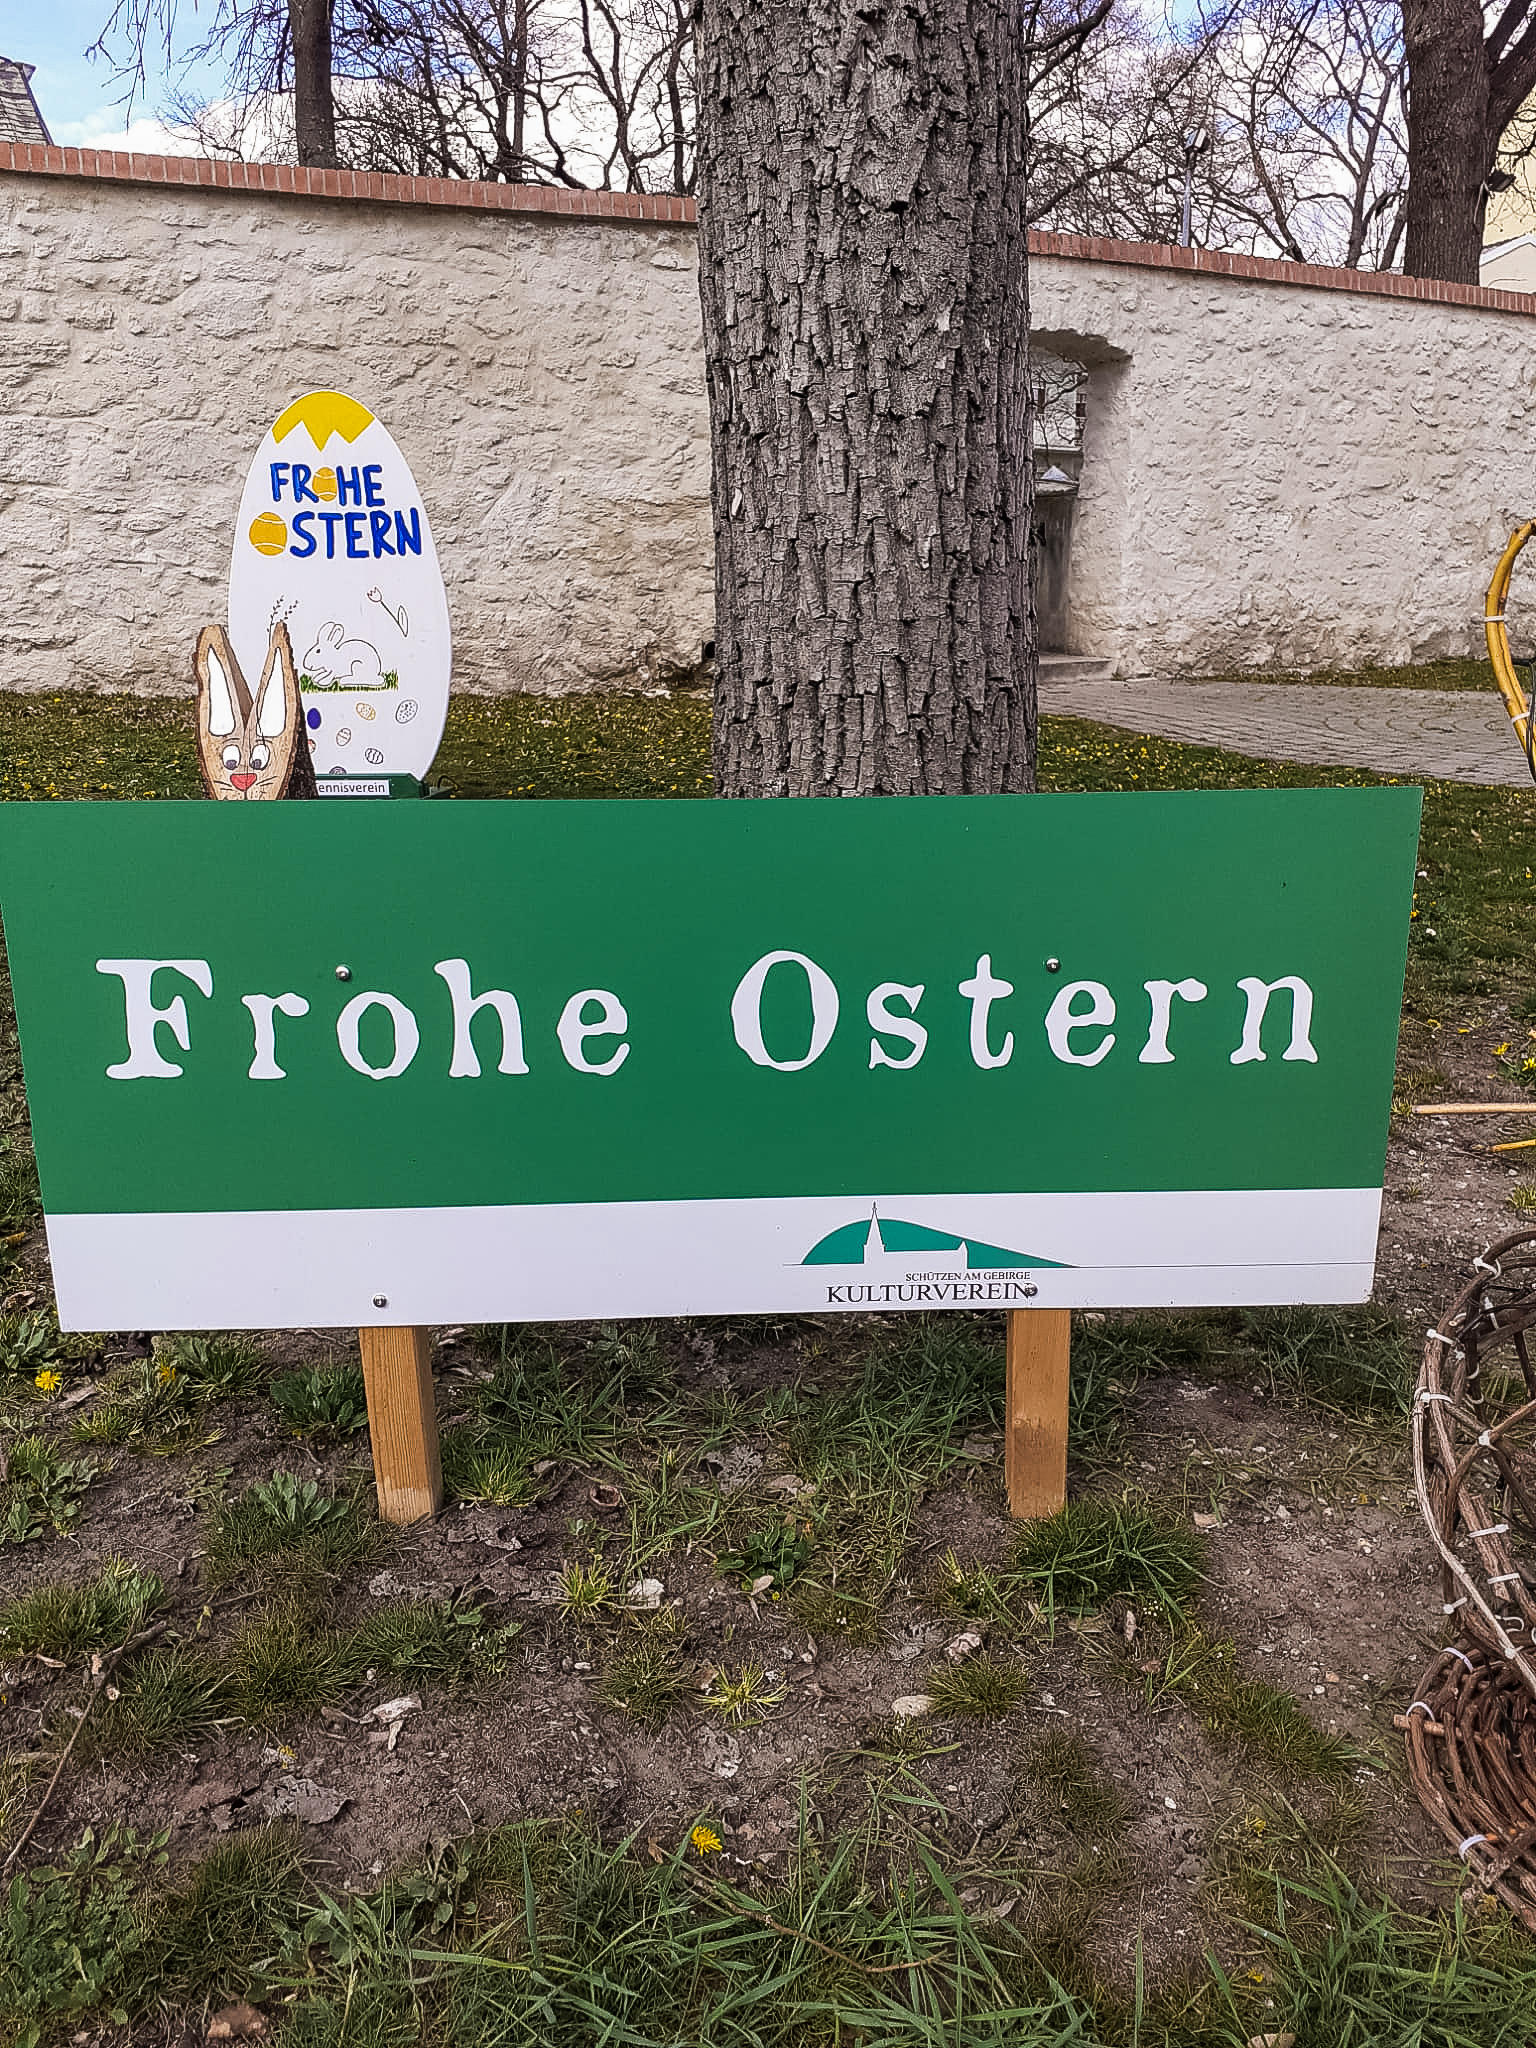 FROHE
OSTERN
ennisverein
Frohe Ostern
SCHÜTZEN AM GEBIRGE
KULTURVEREIN